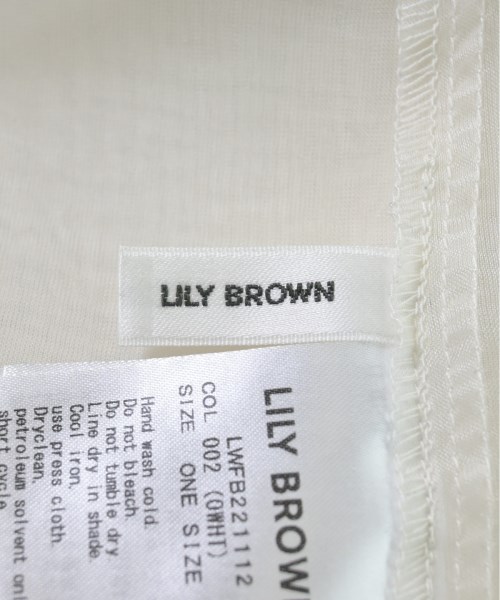 LILY BROWN
LILY BROWN
LWFB221112
COL 002 (OWHT)
SIZE ONE SIZE
Hand wash cold.
Do not bleach.
Do not tumble dry.
Line dry in shade.
Cool iron,
use press cloth.
Dryclean,
petroleum solvent only
short cycle